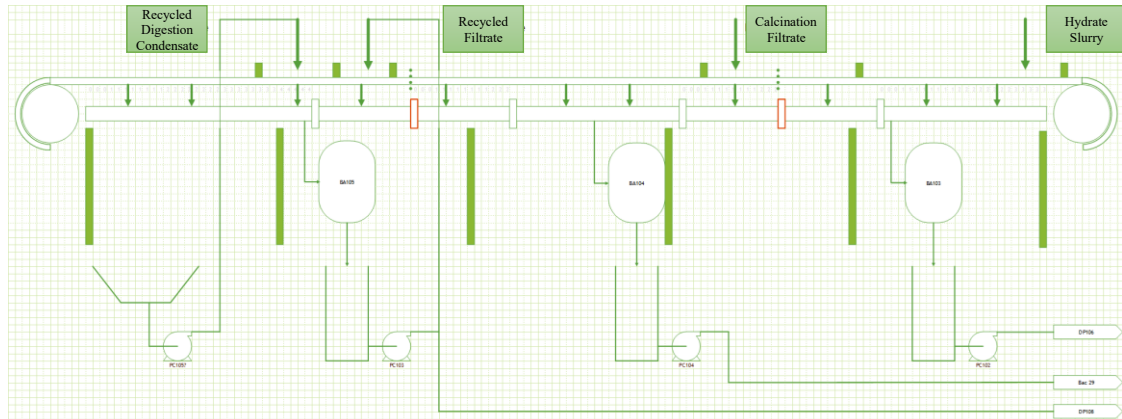 Recycled
Digestion
Condensate
Recycled
Filtrate
Calcination
Filtrate
Hydrate
Slurry
BA105
BA104
BA103
PC1057
PC103
PC104
PC102
DP106
Bac 29
DP108